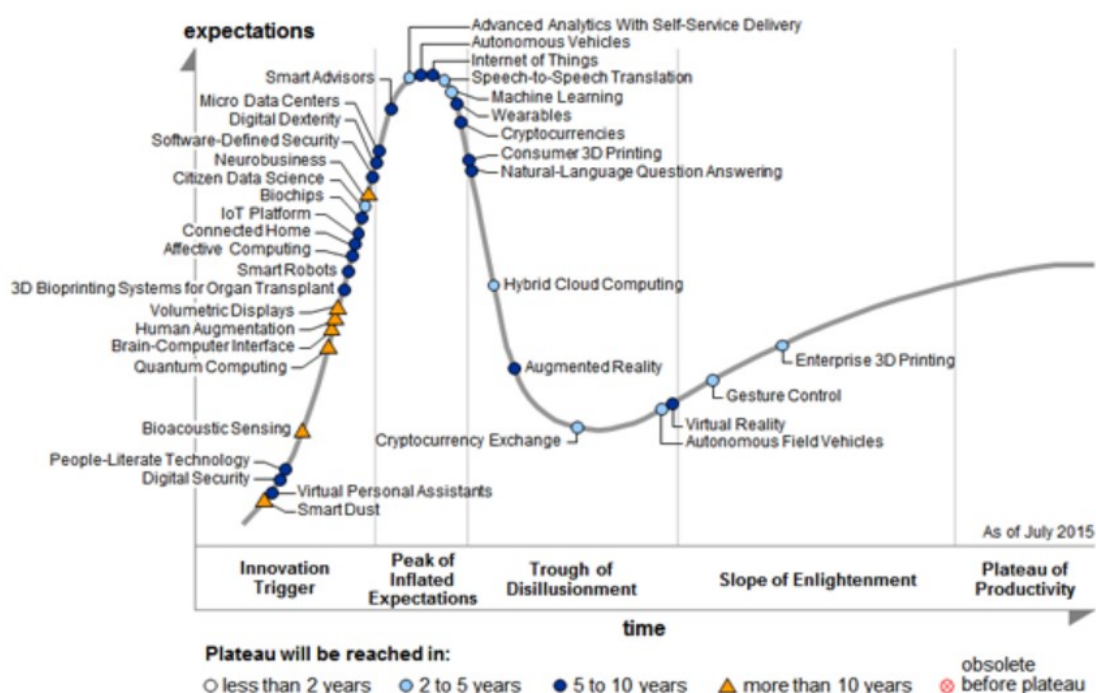 expectations
Advanced Analytics With Self-Service Delivery
Autonomous Vehicles
Internet of Things
Speech-to-Speech Translation
Machine Learning
Wearables
Cryptocurrencies
Consumer 3D Printing
Natural-Language Question Answering
Smart Advisors
Micro Data Centers
Digital Dexterity
Software-Defined Security
Neurobusiness
Citizen Data Science
Biochips
IoT Platform
Connected Home
Affective Computing
Smart Robots
3D Bioprinting Systems for Organ Transplant
Volumetric Displays
Human Augmentation
Brain-Computer Interface
Quantum Computing
Bioacoustic Sensing
People-Literate Technology
Digital Security
Virtual Personal Assistants
Smart Dust
Hybrid Cloud Computing
Augmented Reality
Cryptocurrency Exchange
Enterprise 3D Printing
Gesture Control
Virtual Reality
Autonomous Field Vehicles
As of July 2015
Innovation
Trigger
Peak of
Inflated
Expectations
Trough of
Disillusionment
Slope of Enlightenment
Plateau of
Productivity
time
Plateau will be reached in:
less than 2 years
2 to 5 years
5 to 10 years
more than 10 years
obsolete
before plateau